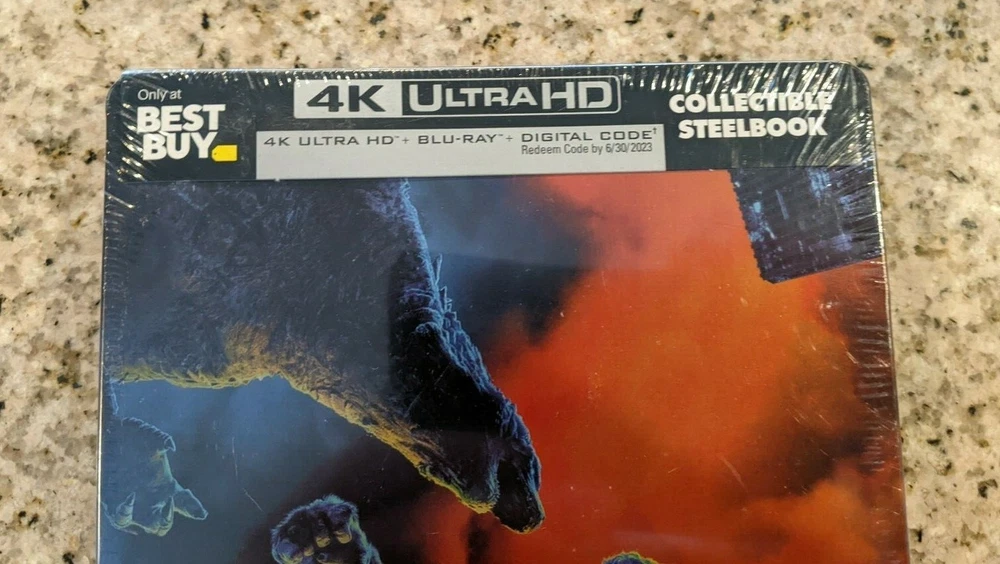 Only at
BEST
BUY
4K ULTRA HD
4K ULTRA HD™ + BLU-RAY™ + DIGITAL CODE†
Redeem Code by 6/30/2023
COLLECTIBLE
STEELBOOK